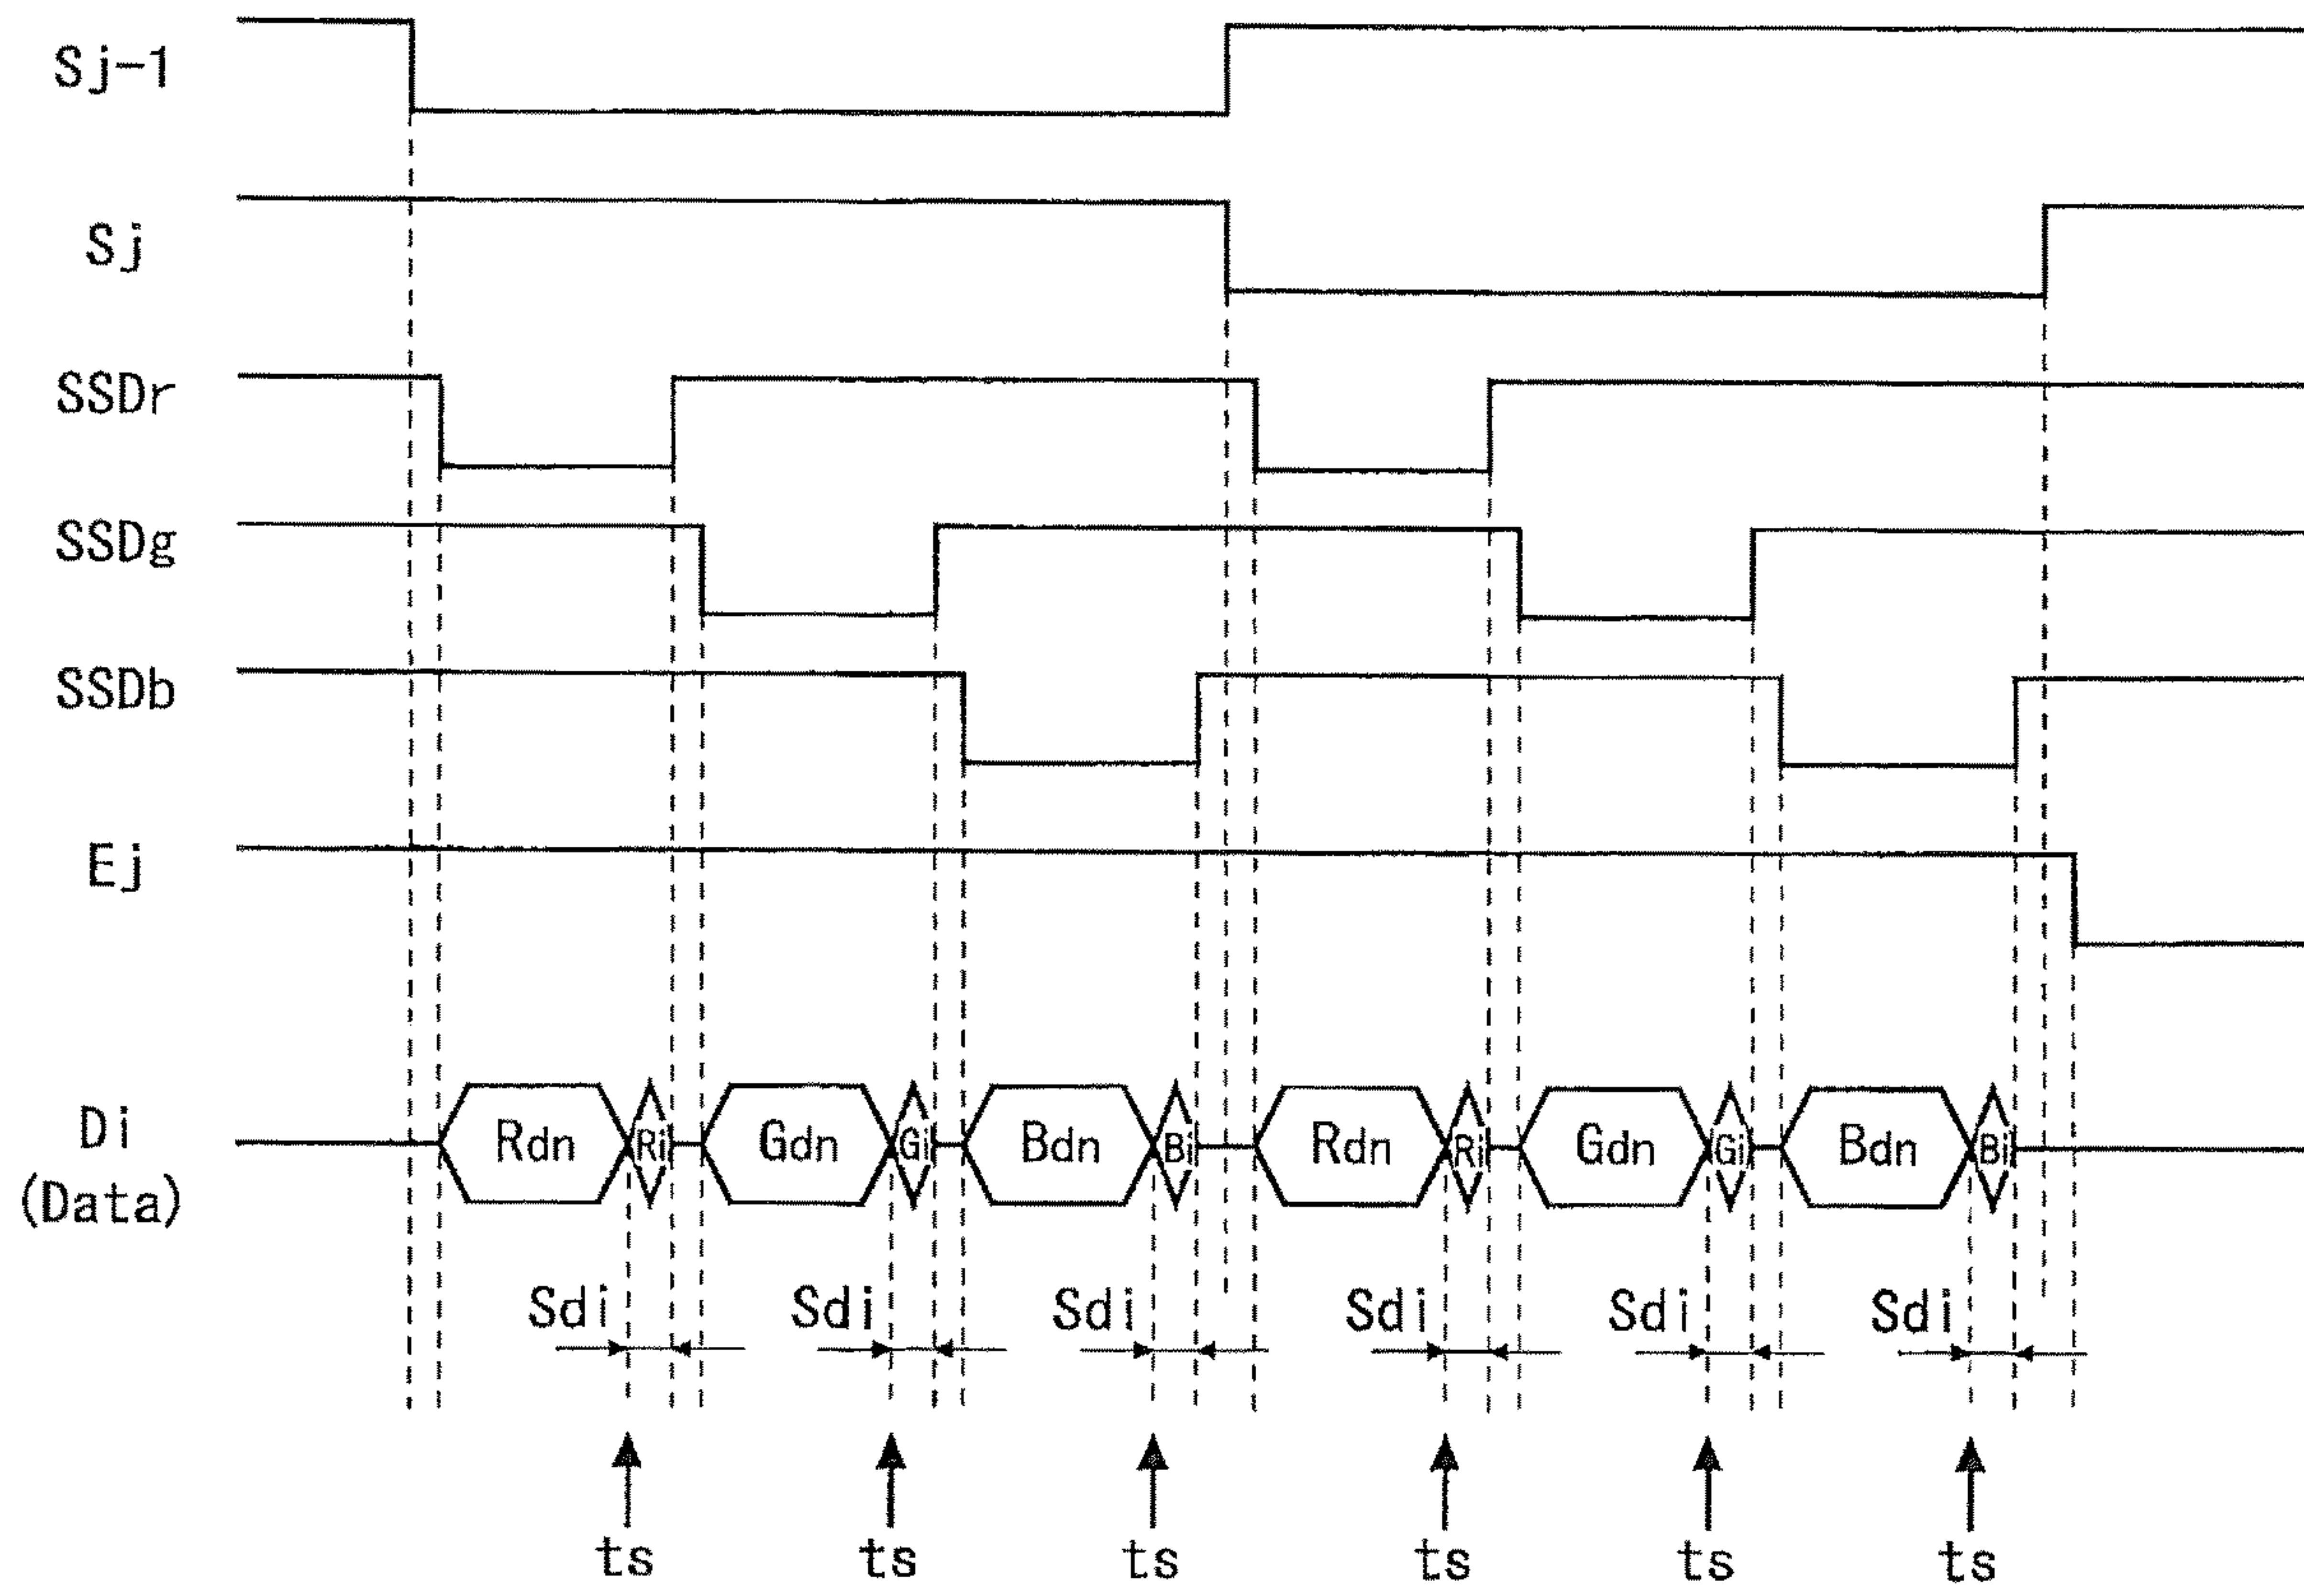 Sj-1
Sj
SSDr
SSDg
SSDb
Ej
Di
(Data)
Rdn Ri Gdn Gi Bdn Bi Rdn Ri Gdn Gi Bdn Bi
Sdi Sdi Sdi Sdi Sdi Sdi
ts ts ts ts ts ts